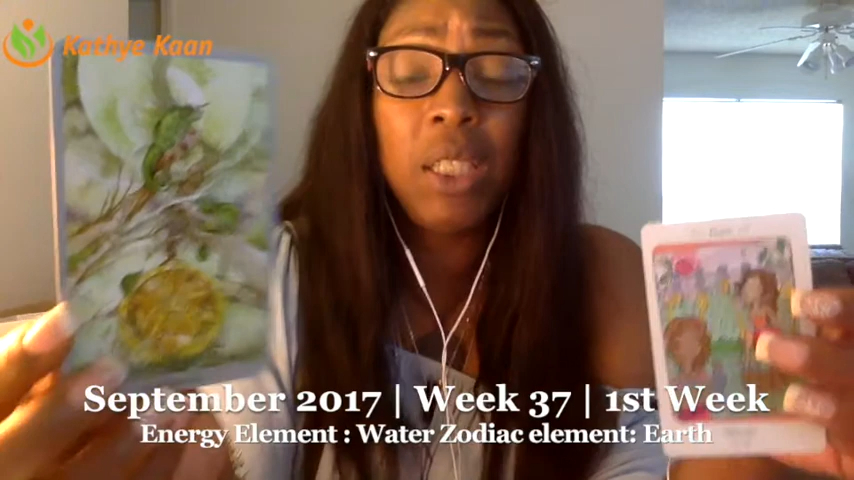 Kathye Kaan
September 2017 | Week 37 | 1st Week
Energy Element : Water Zodiac element: Earth